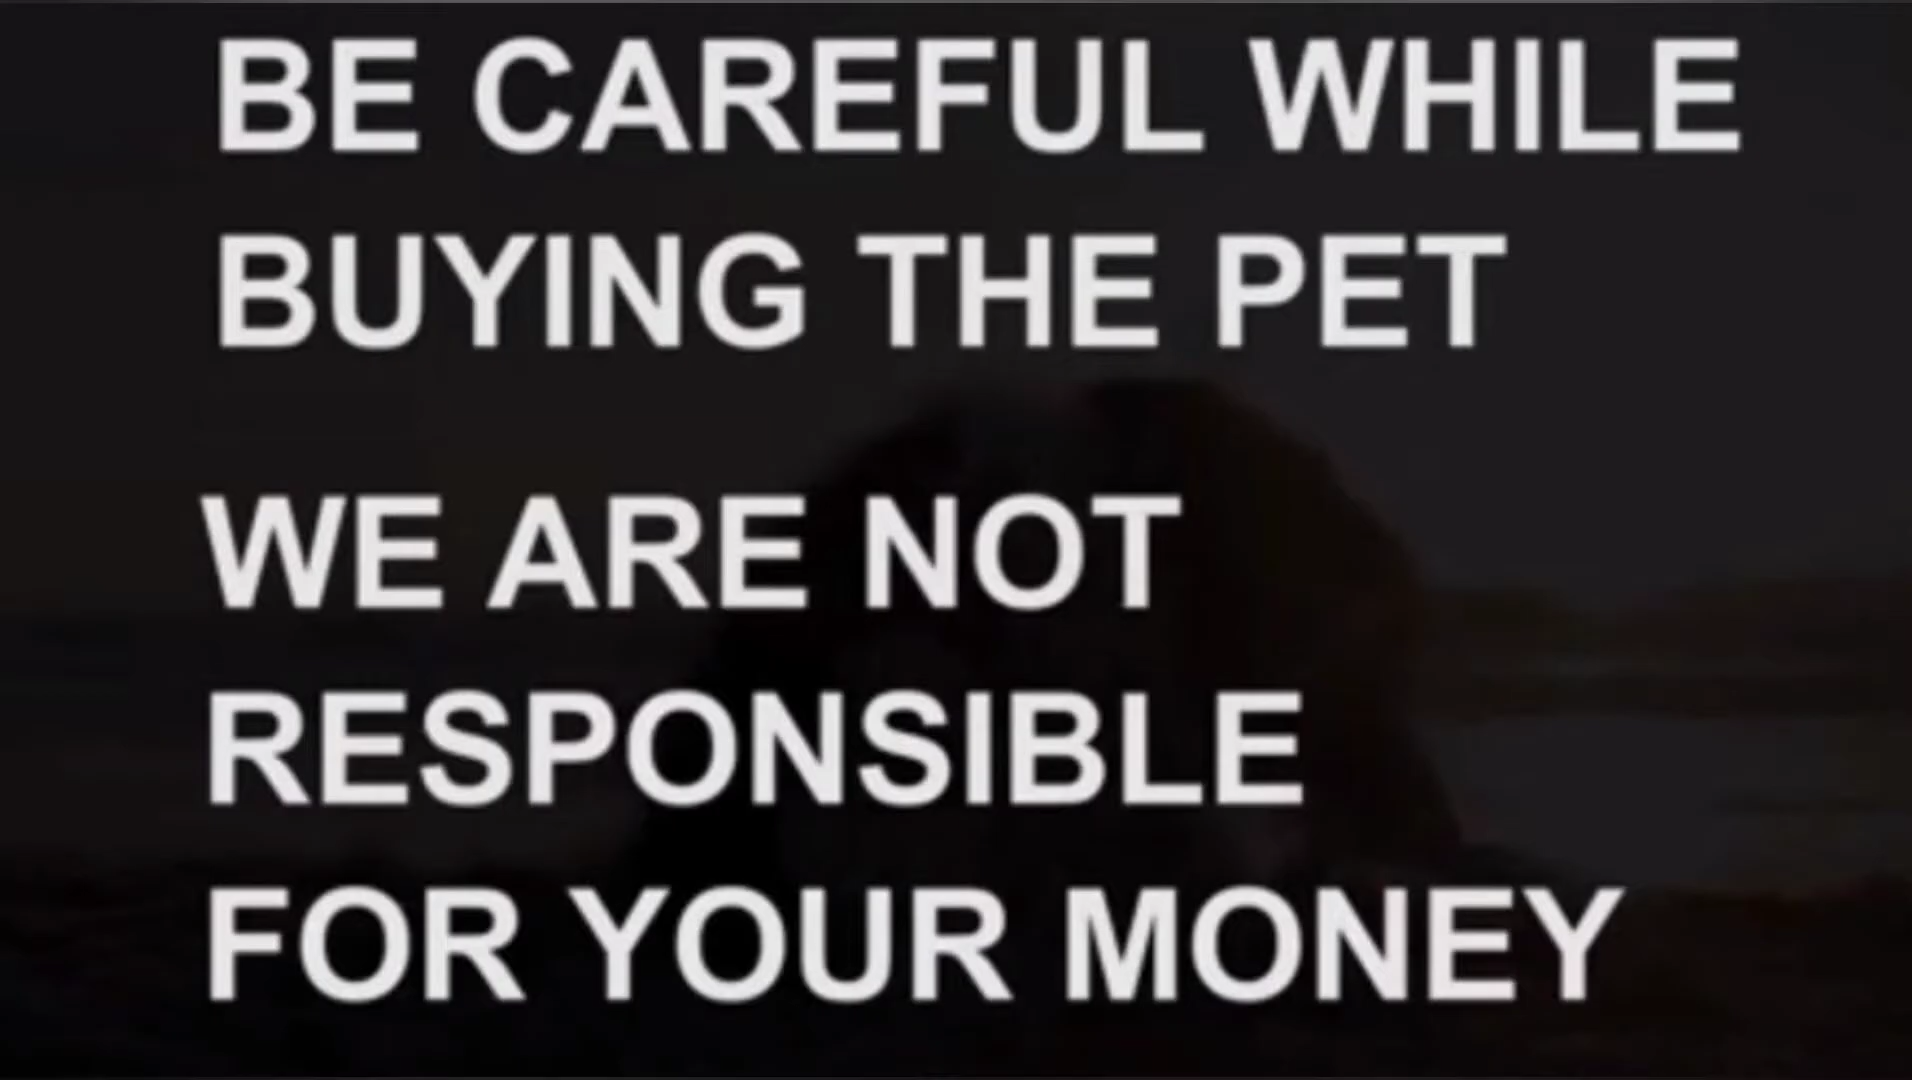 BE CAREFUL WHILE
BUYING THE PET
WE ARE NOT
RESPONSIBLE
FOR YOUR MONEY